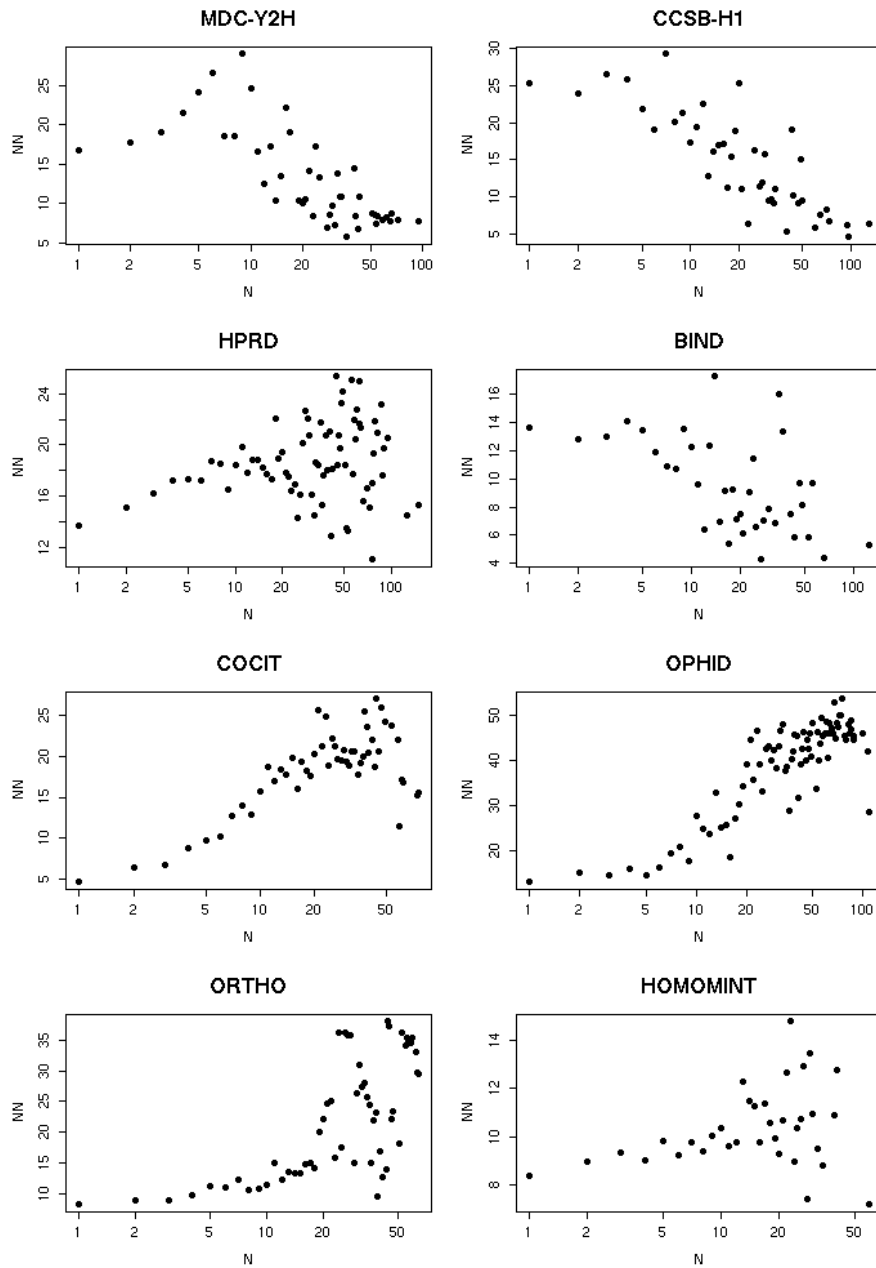 MDC-Y2H
NN
5 10 15 20 25
1 2 5 10 20 50 100
N
CCSB-H1
NN
5 10 15 20 25 30
1 2 5 10 20 50 100
N
HPRD
NN
12 16 20 24
1 2 5 10 20 50 100
N
BIND
NN
4 6 8 10 12 14 16
1 2 5 10 20 50 100
N
COCIT
NN
5 10 15 20 25
1 2 5 10 20 50
N
OPHID
NN
20 30 40 50
1 2 5 10 20 50 100
N
ORTHO
NN
10 15 20 25 30 35
1 2 5 10 20 50
N
HOMOMINT
NN
8 10 12 14
1 2 5 10 20 50
N